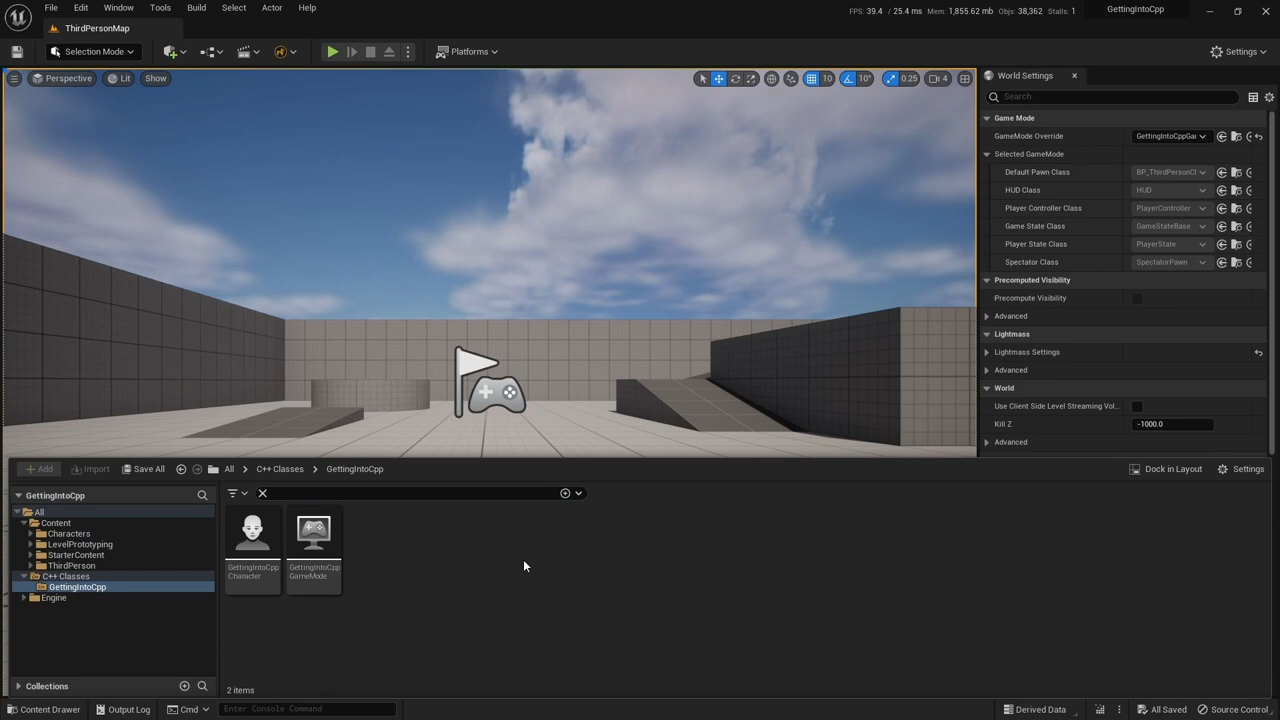 File Edit Window Tools Build Select Actor Help
FPS: 39.4 / 25.4 ms Mem: 1,855.62 mb Objs: 38,362 Stalls: 1
GettingIntoCpp
ThirdPersonMap
Selection Mode
Platforms
Settings
Perspective Lit Show
10 10° 0.25 4
World Settings
Search
Game Mode
GameMode Override GettingIntoCppGai
Selected GameMode
Default Pawn Class BP_ThirdPersonCl
HUD Class HUD
Player Controller Class PlayerController
Game State Class GameStateBase
Player State Class PlayerState
Spectator Class SpectatorPawn
Precomputed Visibility
Precompute Visibility
Advanced
Lightmass
Lightmass Settings
Advanced
World
Use Client Side Level Streaming Vol...
Kill Z -1000.0
Advanced
Add Import Save All All C++ Classes GettingIntoCpp
Dock in Layout Settings
GettingIntoCpp
All
Content
Characters
LevelPrototyping
StarterContent
ThirdPerson
C++ Classes
GettingIntoCpp
Engine
Collections
GettingIntoCpp
Character
GettingIntoCpp
GameMode
2 items
Content Drawer Output Log Cmd Enter Console Command
Derived Data All Saved Source Control